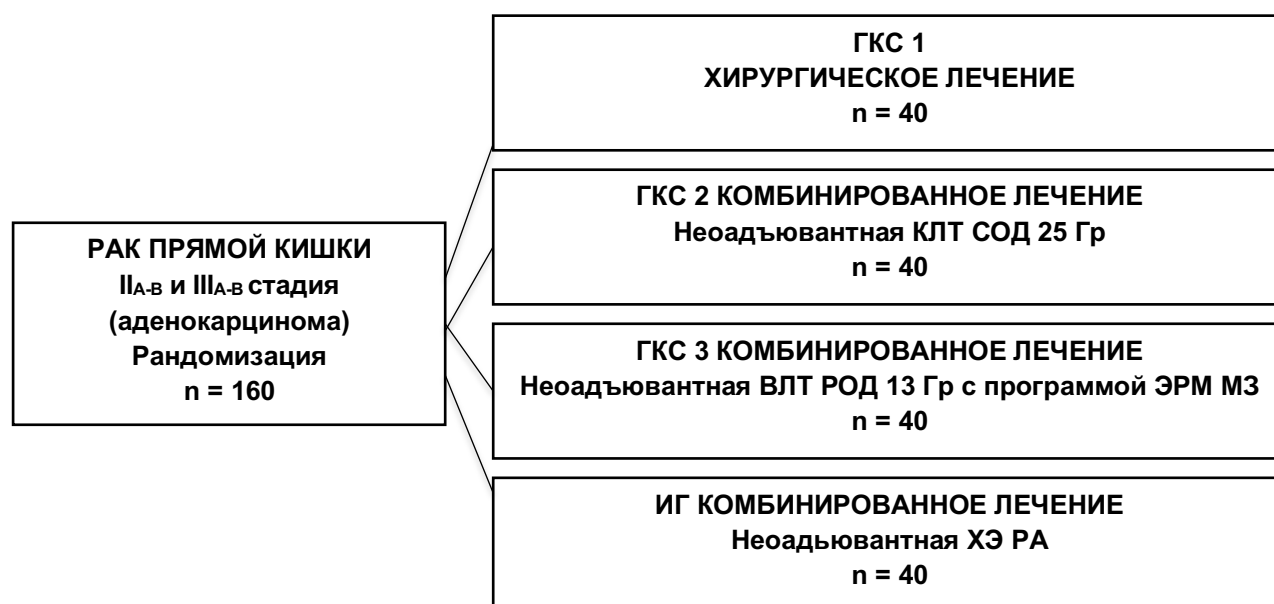 РАК ПРЯМОЙ КИШКИ
IIA-B и IIIA-B стадия
(аденокарцинома)
Рандомизация
n = 160
ГКС 1
ХИРУРГИЧЕСКОЕ ЛЕЧЕНИЕ
n = 40
ГКС 2 КОМБИНИРОВАННОЕ ЛЕЧЕНИЕ
Неоадъювантная КЛТ СОД 25 Гр
n = 40
ГКС 3 КОМБИНИРОВАННОЕ ЛЕЧЕНИЕ
Неоадъювантная ВЛТ РОД 13 Гр с программой ЭРМ МЗ
n = 40
ИГ КОМБИНИРОВАННОЕ ЛЕЧЕНИЕ
Неоадьювантная ХЭ РА
n = 40